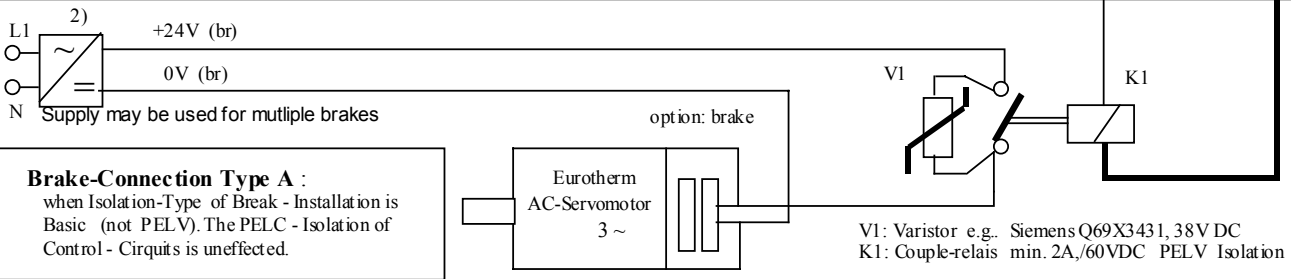 2)
L1
+24V (br)
~
0V (br)
V1
K1
N
Supply may be used for mutliple brakes
option: brake
Brake-Connection Type A :
when Isolation-Type of Break - Installation is
Basic (not PELV). The PELC - Isolation of
Control - Cirquits is uneffected.
Eurotherm
AC-Servomotor
3 ~
V1: Varistor e.g.. Siemens Q69X3431, 38V DC
K1: Couple-relais min. 2A,/60VDC PELV Isolation